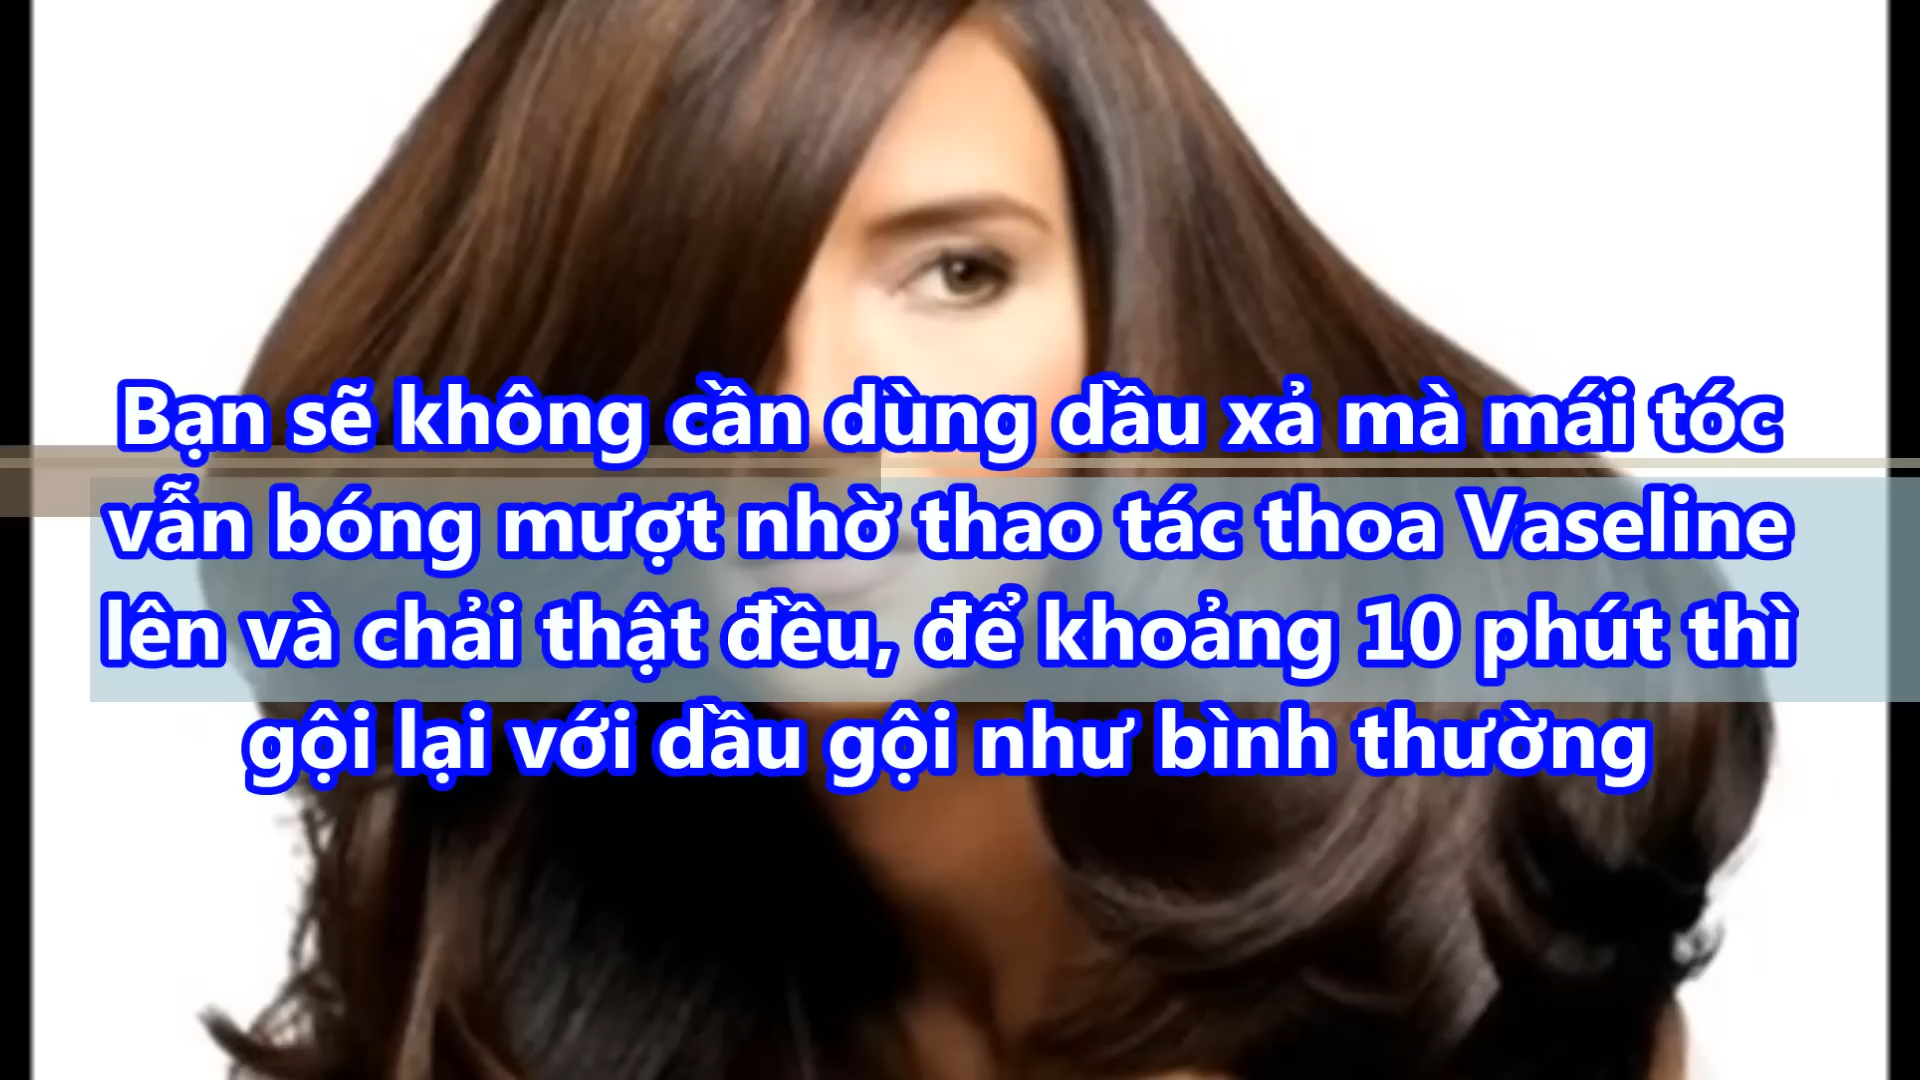 Bạn sẽ không cần dùng dầu xả mà mái tóc
vẫn bóng mượt nhờ thao tác thoa Vaseline
lên và chải thật đều, để khoảng 10 phút thì
gội lại với dầu gội như bình thường